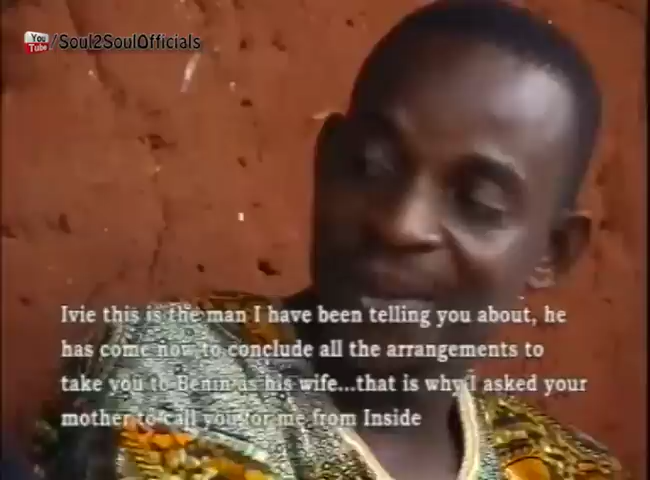 You Tube /Soul2SoulOfficials
Ivie this is the man I have been telling you about, he
has come now to conclude all the arrangements to
take you to Benin as his wife...that is why I asked your
mother to call you for me from Inside